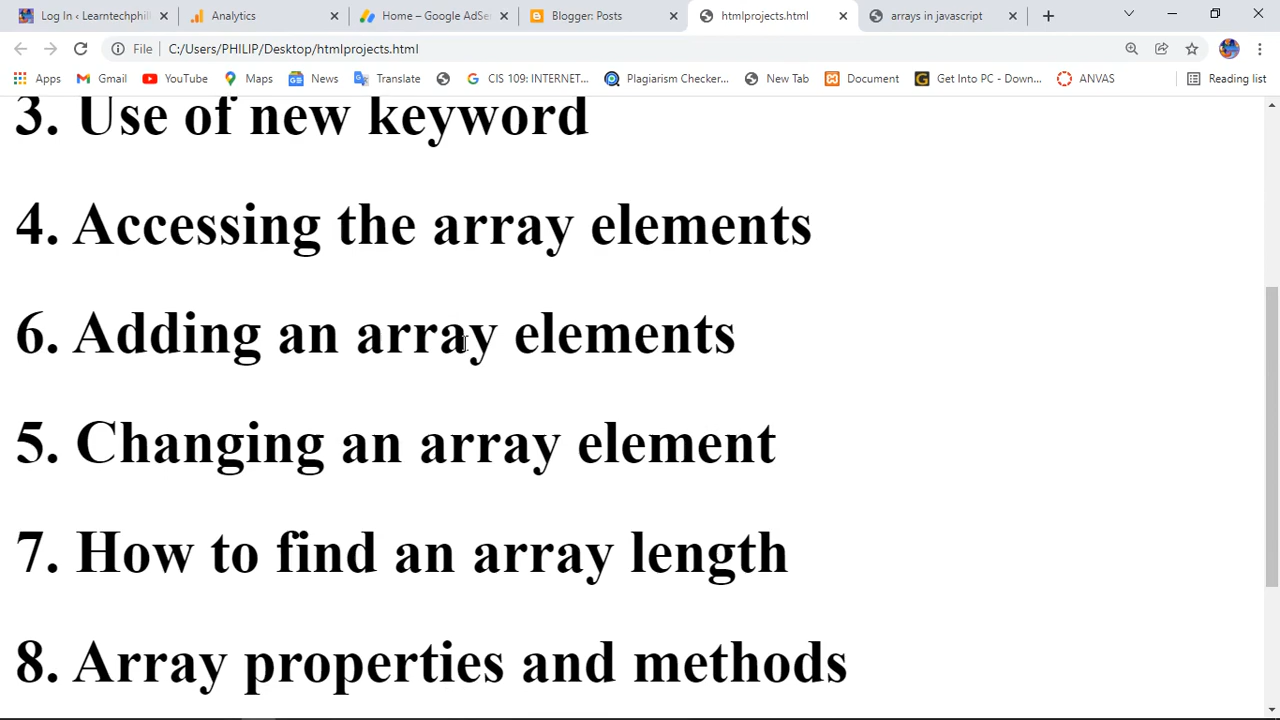 Log In ‹ Learntechphil
Analytics
Home – Google AdSe
Blogger: Posts
htmlprojects.html
arrays in javascript
File
C:/Users/PHILIP/Desktop/htmlprojects.html
Apps
Gmail
YouTube
Maps
News
Translate
CIS 109: INTERNET...
Plagiarism Checker...
New Tab
Document
Get Into PC - Down...
ANVAS
Reading list
3. Use of new keyword
4. Accessing the array elements
6. Adding an array elements
5. Changing an array element
7. How to find an array length
8. Array properties and methods